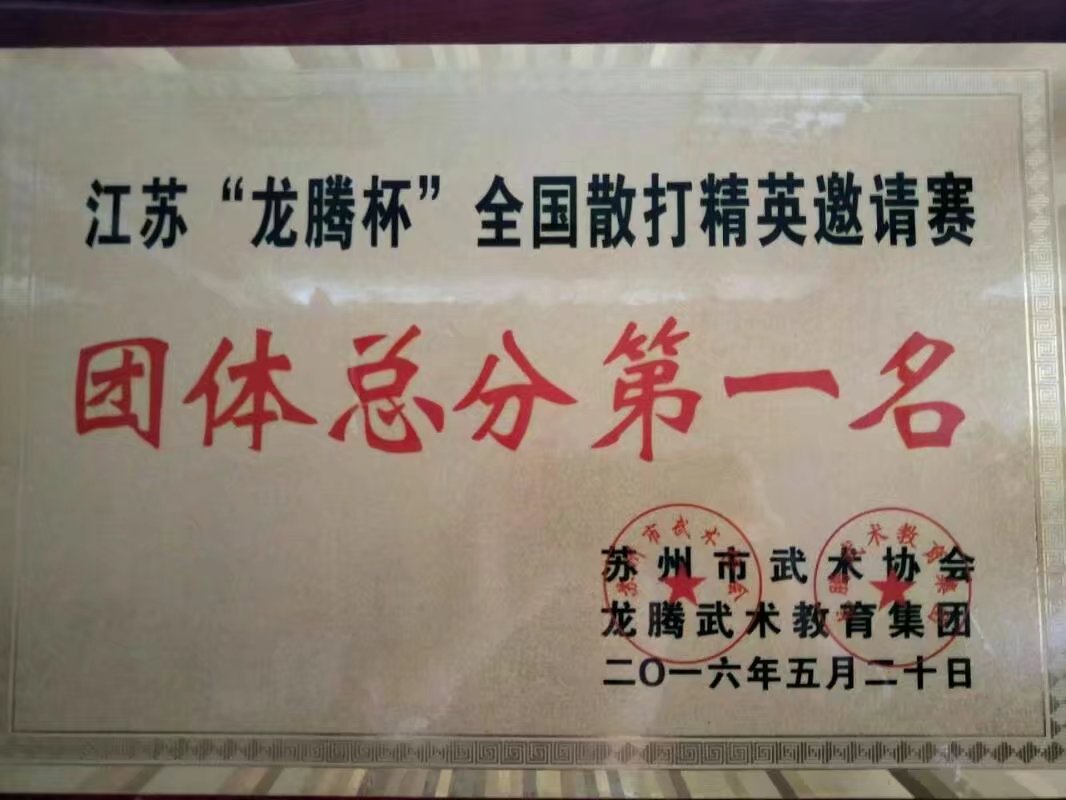 江苏“龙腾杯”全国散打精英邀请赛
团体总分第一名
苏州市武术协会
龙腾武术教育集团
二〇一六年五月二十日